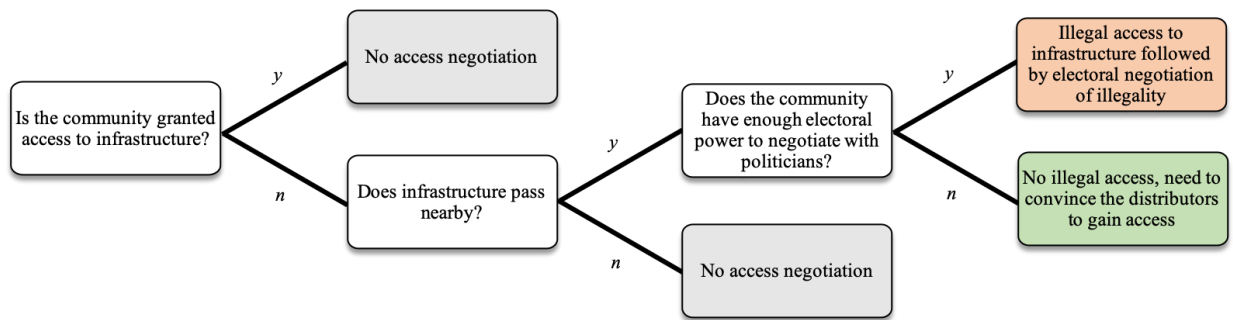 Is the community granted
access to infrastructure?
y
n
No access negotiation
Does infrastructure pass
nearby?
y
n
Does the community
have enough electoral
power to negotiate with
politicians?
No access negotiation
y
n
Illegal access to
infrastructure followed
by electoral negotiation
of illegality
No illegal access, need to
convince the distributors
to gain access